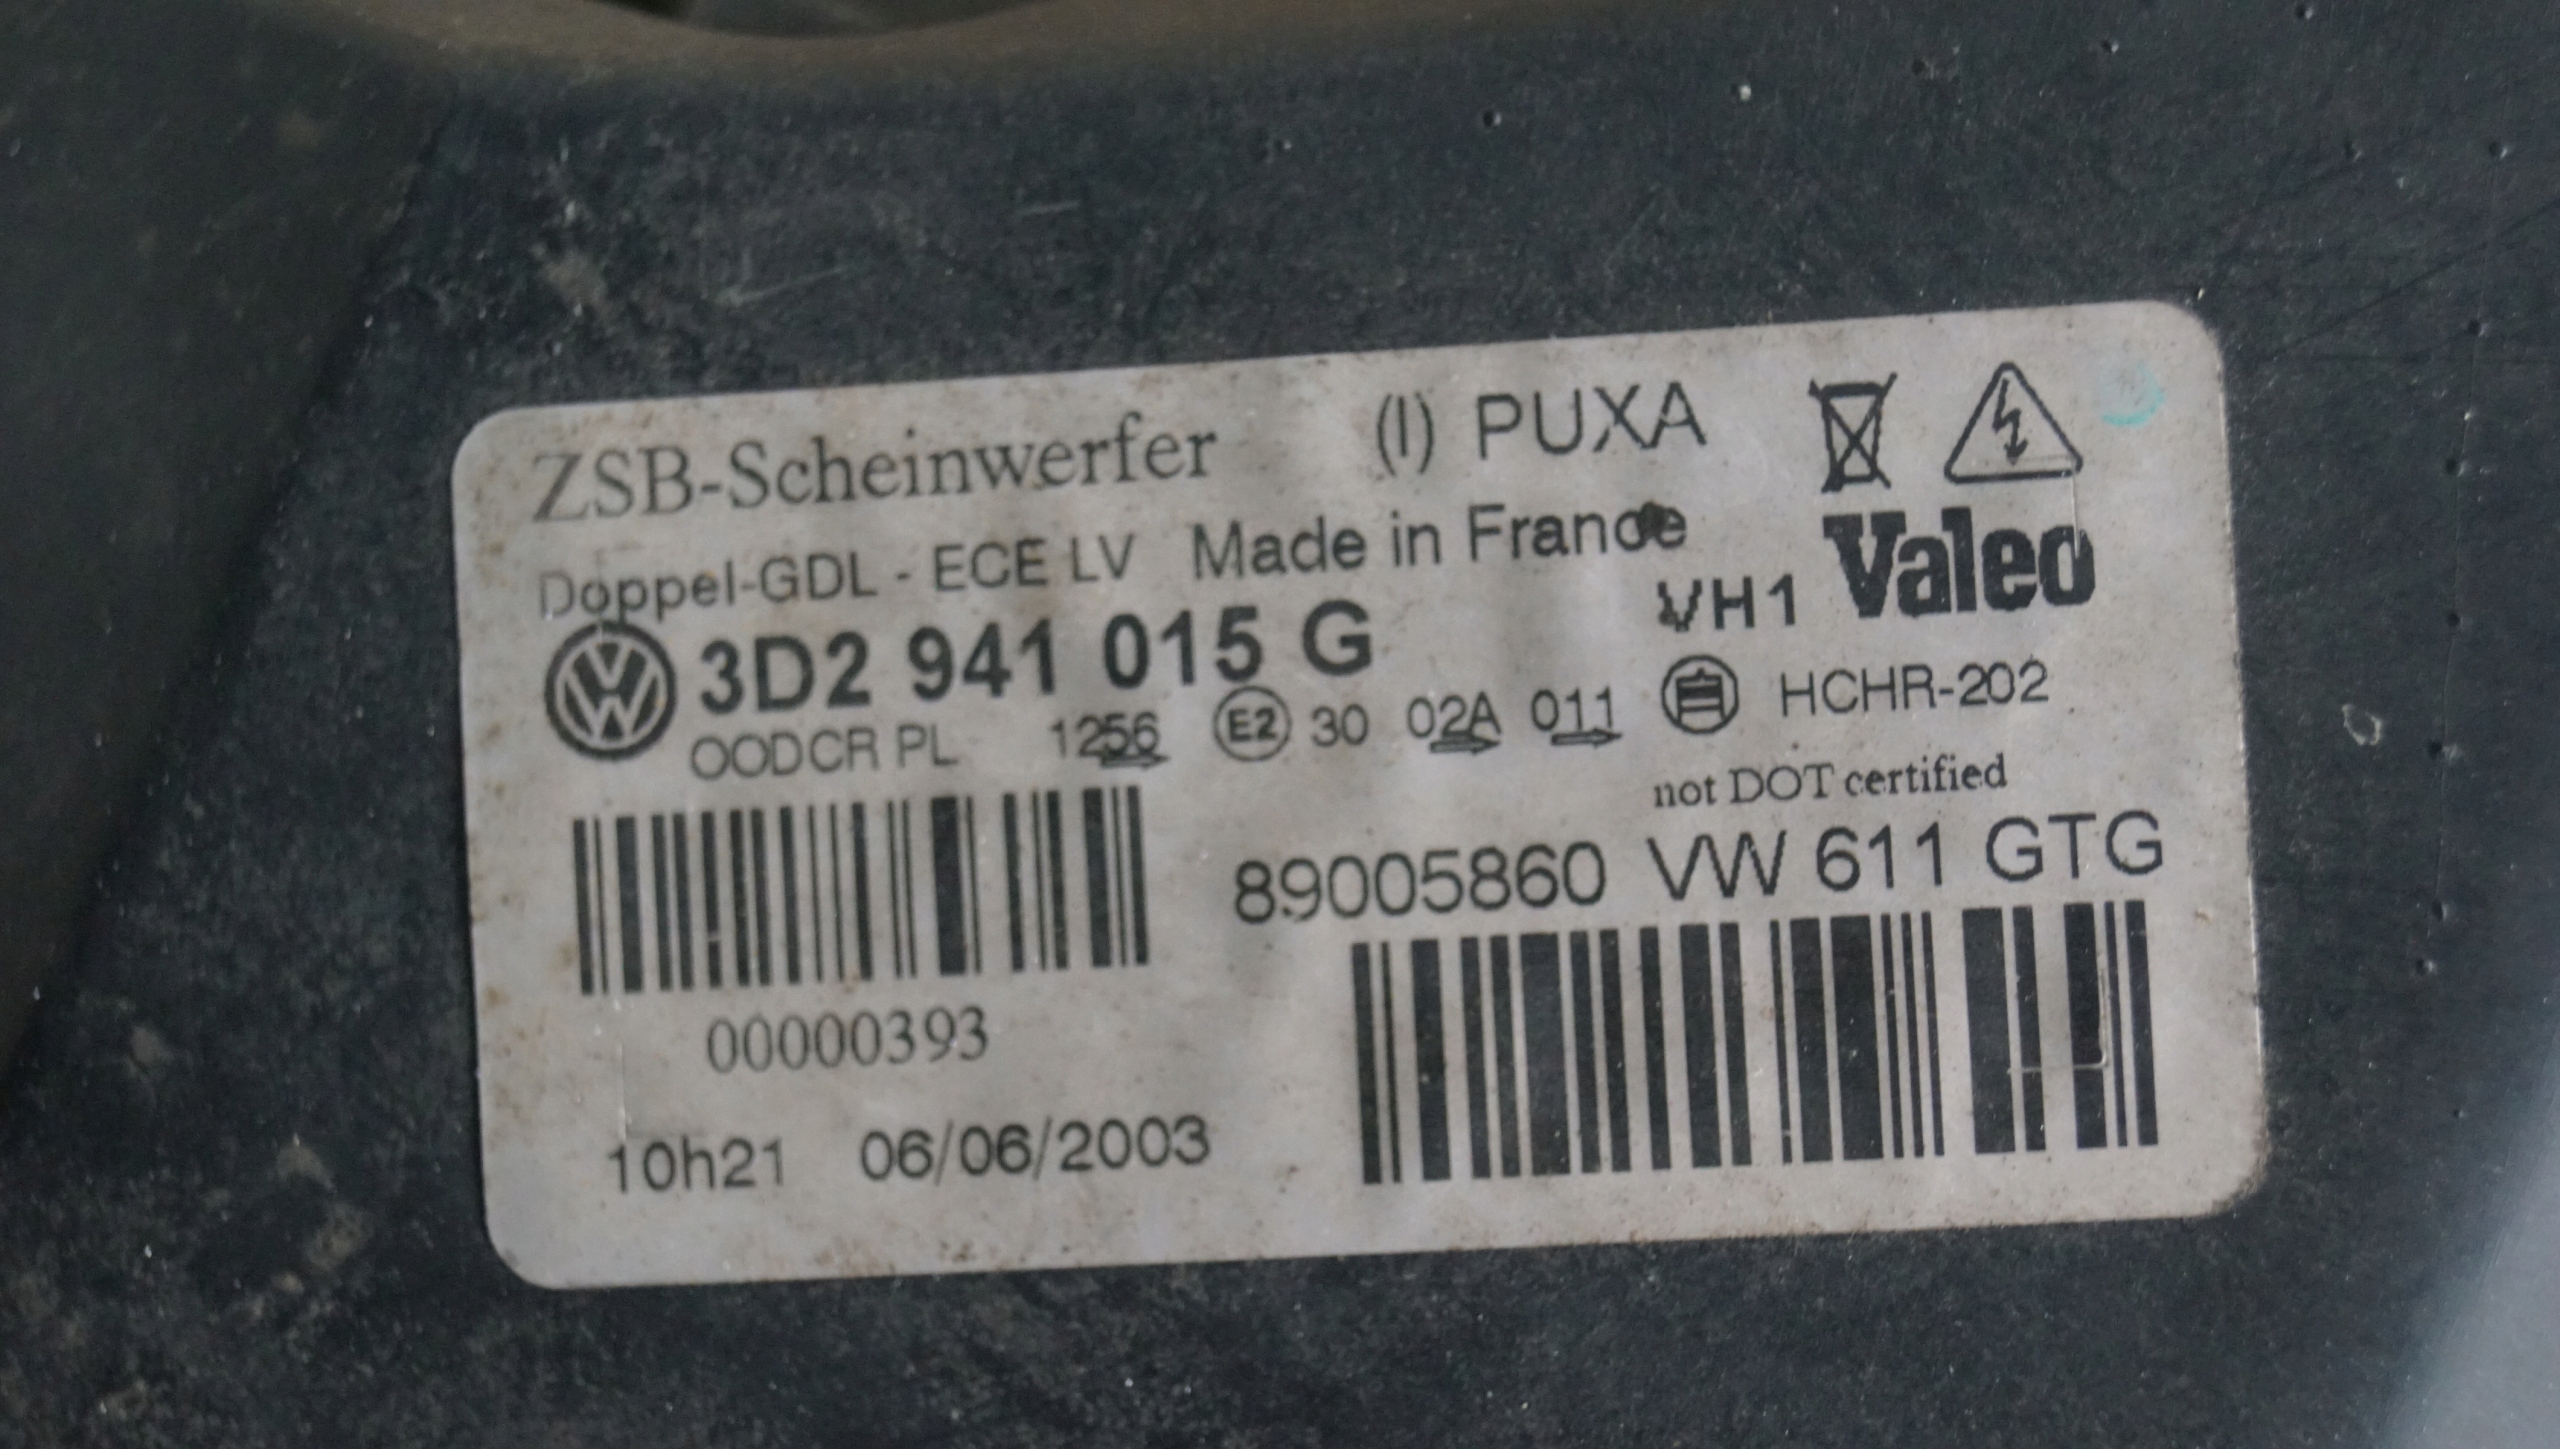 ZSB-Scheinwerfer (I) PUXA
Doppel-GDL - ECE LV Made in France
VH1 Valeo
3D2 941 015 G
OODCR PL 1256 E2 30 02A 011 HCHR-202
not DOT certified
89005860 VW 611 GTG
00000393
10h21 06/06/2003